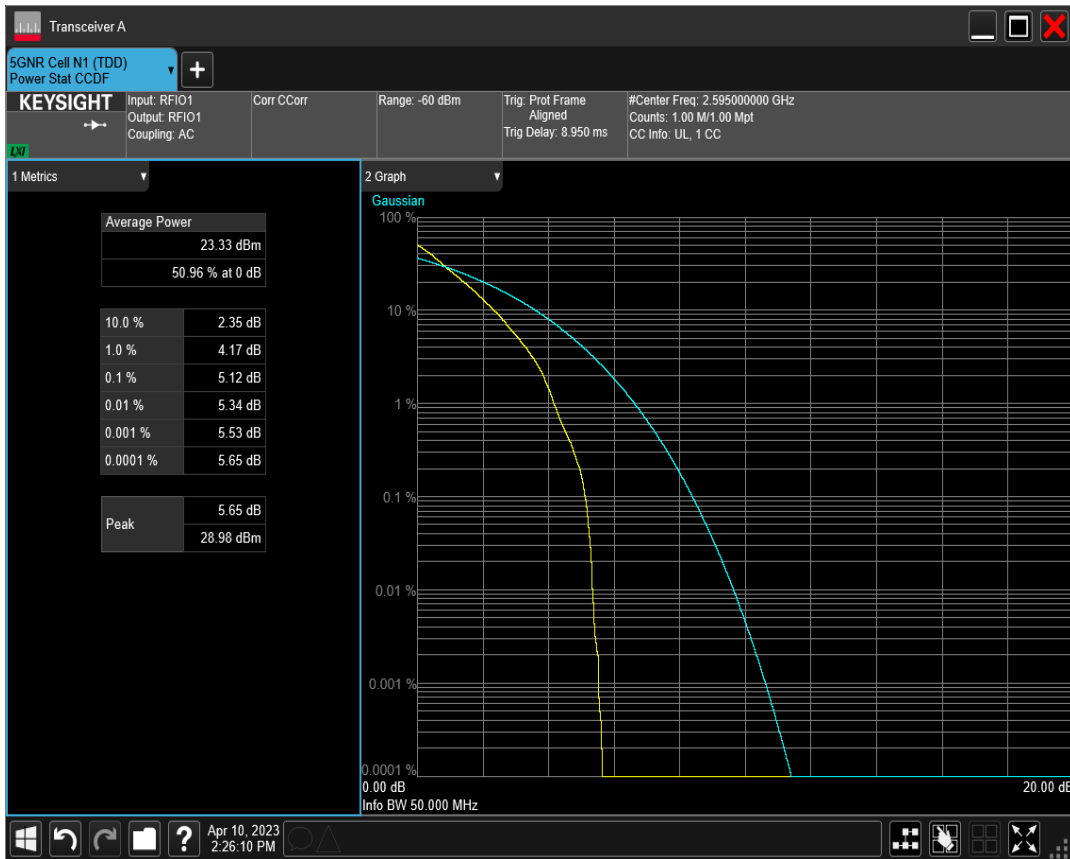 Transceiver A
5GNR Cell N1 (TDD)
Power Stat CCDF
+
KEYSIGHT
LXI
Input: RFIO1
Output: RFIO1
Coupling: AC
Corr CCorr
Range: -60 dBm
Trig: Prot Frame
Aligned
Trig Delay: 8.950 ms
#Center Freq: 2.595000000 GHz
Counts: 1.00 M/1.00 Mpt
CC Info: UL, 1 CC
1 Metrics
Average Power
23.33 dBm
50.96 % at 0 dB
10.0 % 2.35 dB
1.0 % 4.17 dB
0.1 % 5.12 dB
0.01 % 5.34 dB
0.001 % 5.53 dB
0.0001 % 5.65 dB
Peak
5.65 dB
28.98 dBm
2 Graph
Gaussian
100 %
10 %
1 %
0.1 %
0.01 %
0.001 %
0.0001 %
0.00 dB 20.00 dB
Info BW 50.000 MHz
?
Apr 10, 2023
2:26:10 PM